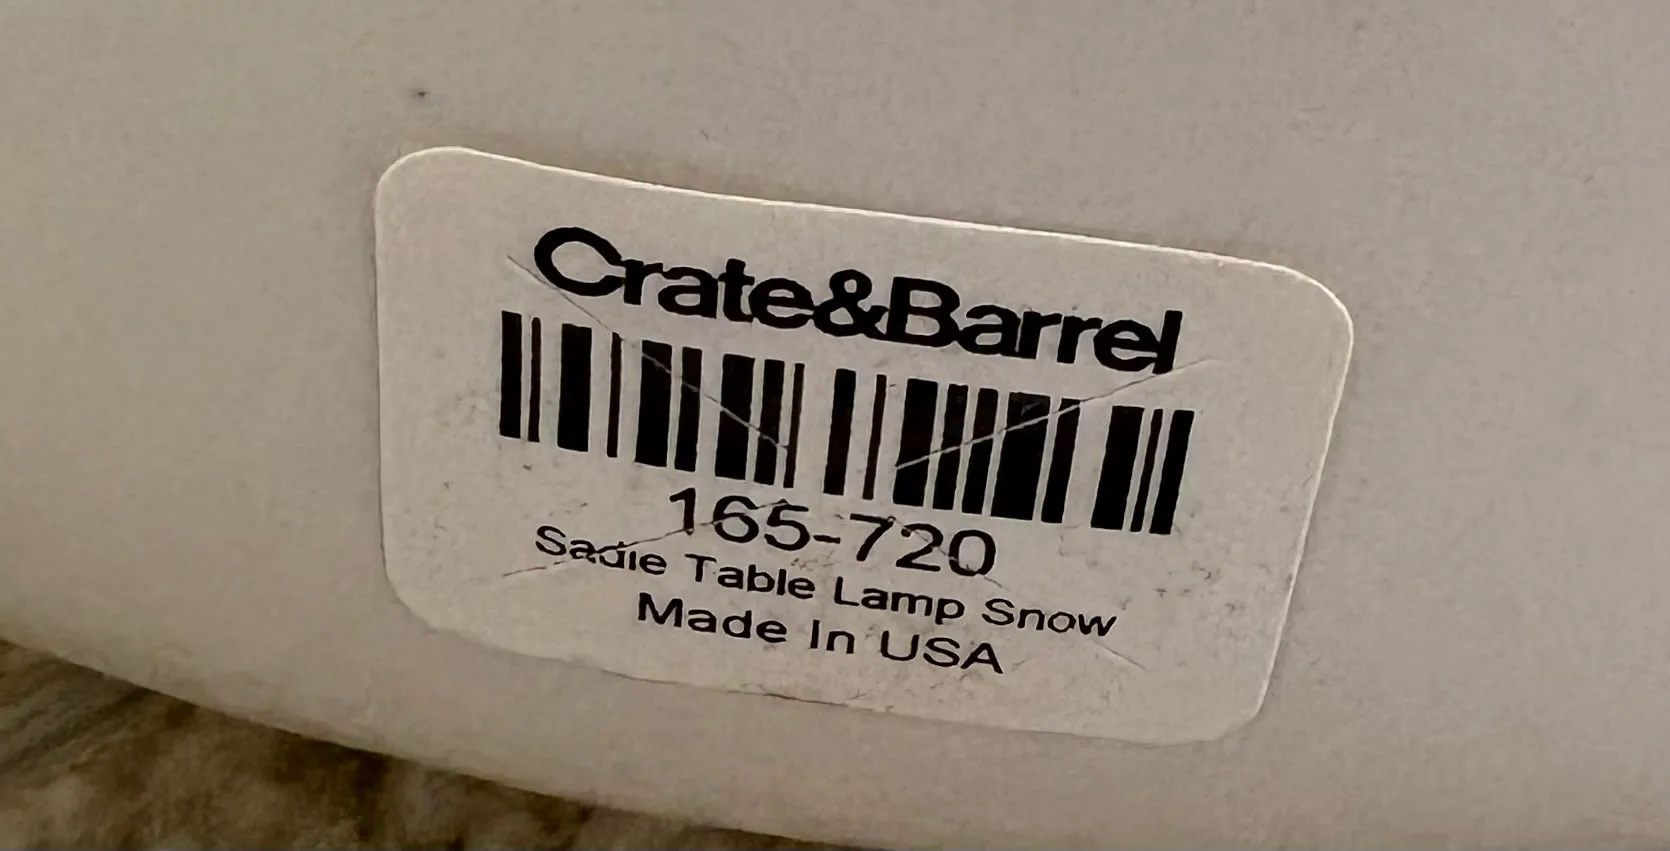 Crate&Barrel
165-720
Sadie Table Lamp Snow
Made In USA